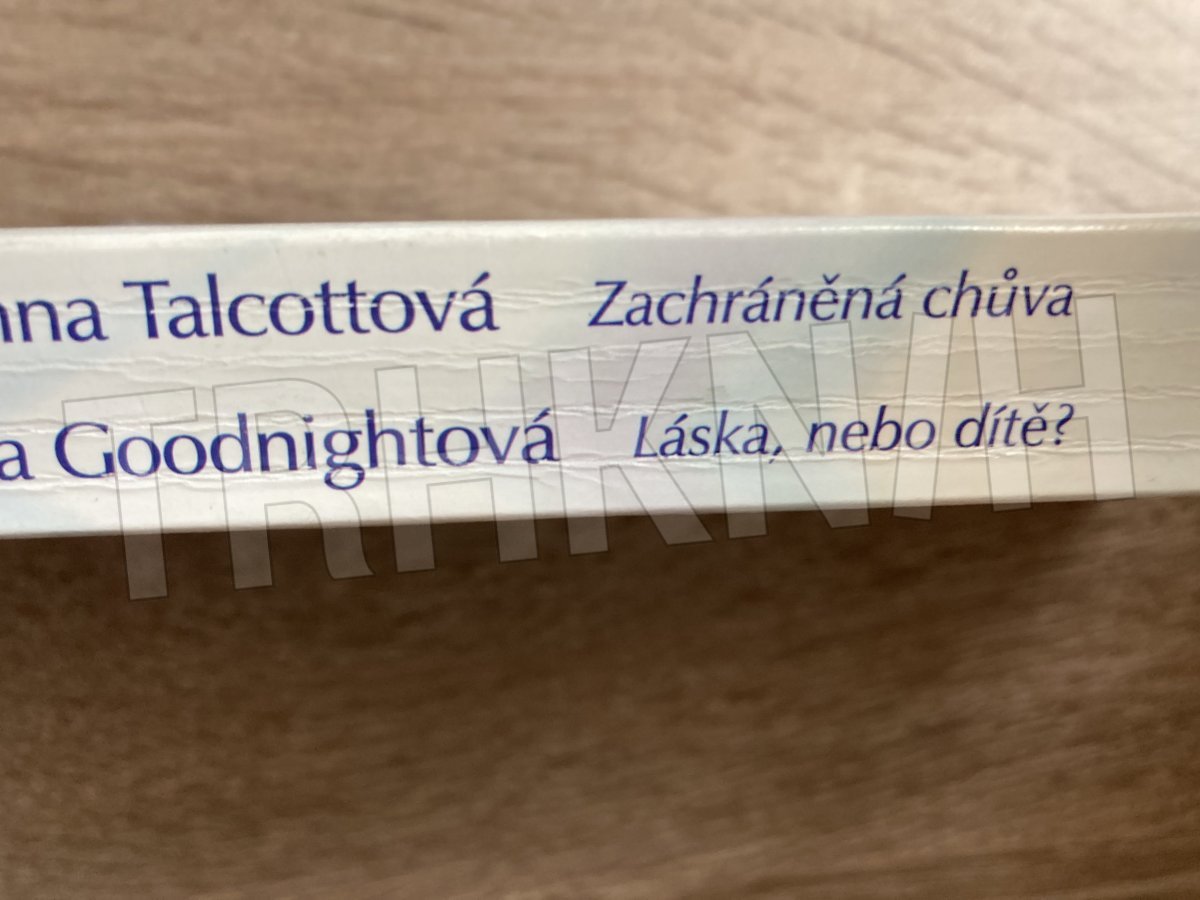 nna Talcottová Zachráněná chůva
a Goodnightová Láska, nebo dítě?
TRHKNIH